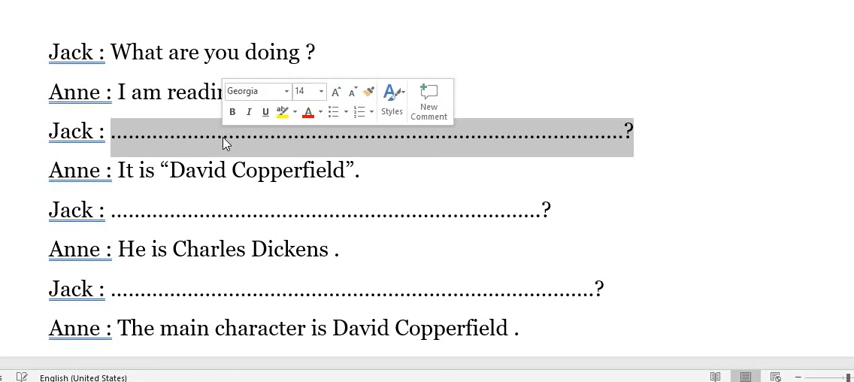 Jack : What are you doing ?
Anne : I am readin
Georgia 14
Styles
New
Comment
Jack : ........................................................................................?
Anne : It is “David Copperfield”.
Jack : .........................................................................?
Anne : He is Charles Dickens .
Jack : ..................................................................................?
Anne : The main character is David Copperfield .
English (United States)